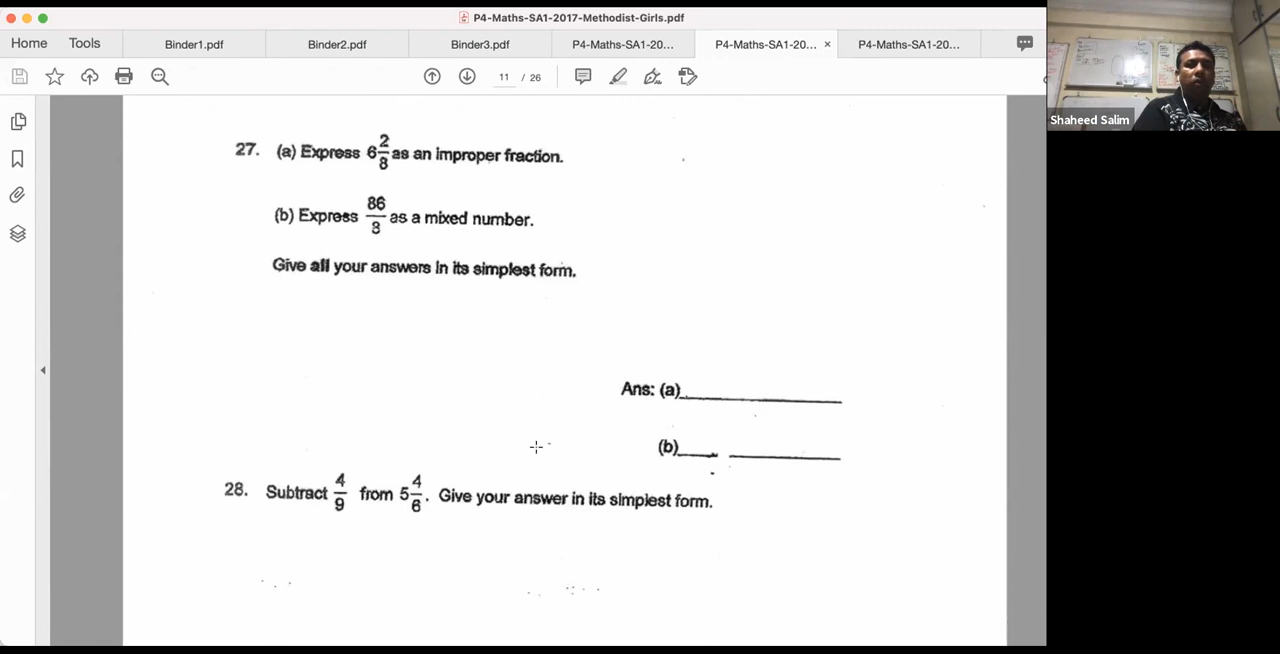 P4-Maths-SA1-2017-Methodist-Girls.pdf
Home Tools Binder1.pdf Binder2.pdf Binder3.pdf P4-Maths-SA1-20... P4-Maths-SA1-20... × P4-Maths-SA1-20...
11 / 26
Shaheed Salim
27. (a) Express 6 2/8 as an improper fraction.
(b) Express 86/8 as a mixed number.
Give all your answers in its simplest form.
Ans: (a)
(b)
28. Subtract 4/9 from 5 4/6. Give your answer in its simplest form.